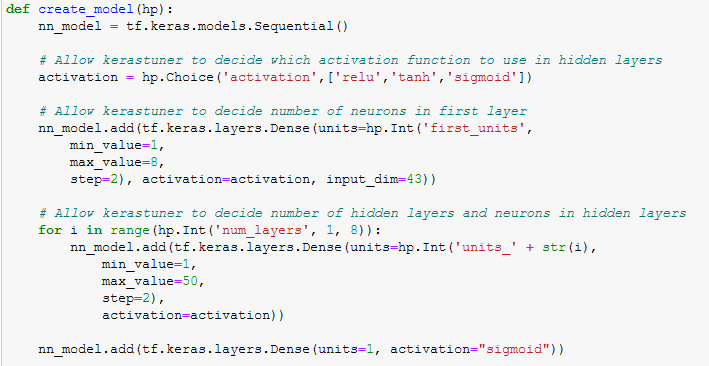 def create_model(hp):
    nn_model = tf.keras.models.Sequential()

    # Allow kerastuner to decide which activation function to use in hidden layers
    activation = hp.Choice('activation',['relu','tanh','sigmoid'])

    # Allow kerastuner to decide number of neurons in first layer
    nn_model.add(tf.keras.layers.Dense(units=hp.Int('first_units',
        min_value=1,
        max_value=8,
        step=2), activation=activation, input_dim=43))

    # Allow kerastuner to decide number of hidden layers and neurons in hidden layers
    for i in range(hp.Int('num_layers', 1, 8)):
        nn_model.add(tf.keras.layers.Dense(units=hp.Int('units_' + str(i),
            min_value=1,
            max_value=50,
            step=2),
            activation=activation))

    nn_model.add(tf.keras.layers.Dense(units=1, activation="sigmoid"))